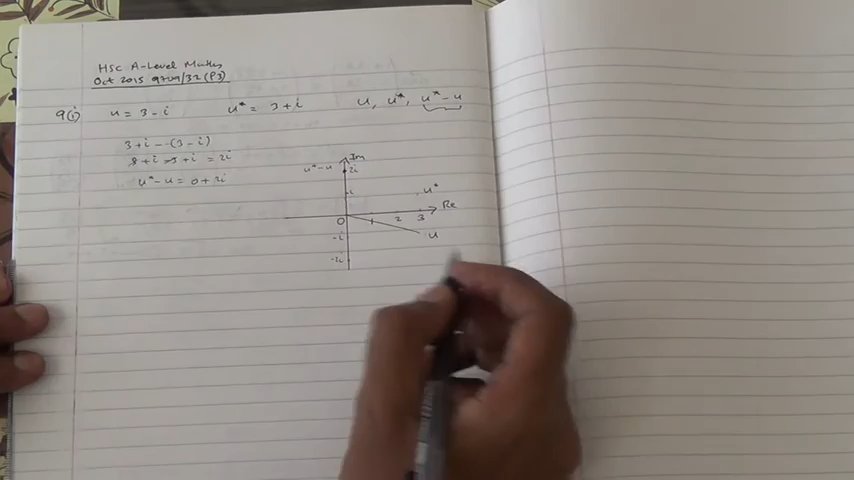 HSC A-Level Maths
Oct 2015 9709/32 (P3)
9(i) u = 3 - i u* = 3 + i u, u*, u* - u
3 + i - (3 - i)
3 + i - 3 + i = 2i
u* - u = 0 + 2i
Im
u* - u 2i
i u*
Re
0 1 2 3
-i u
-2i